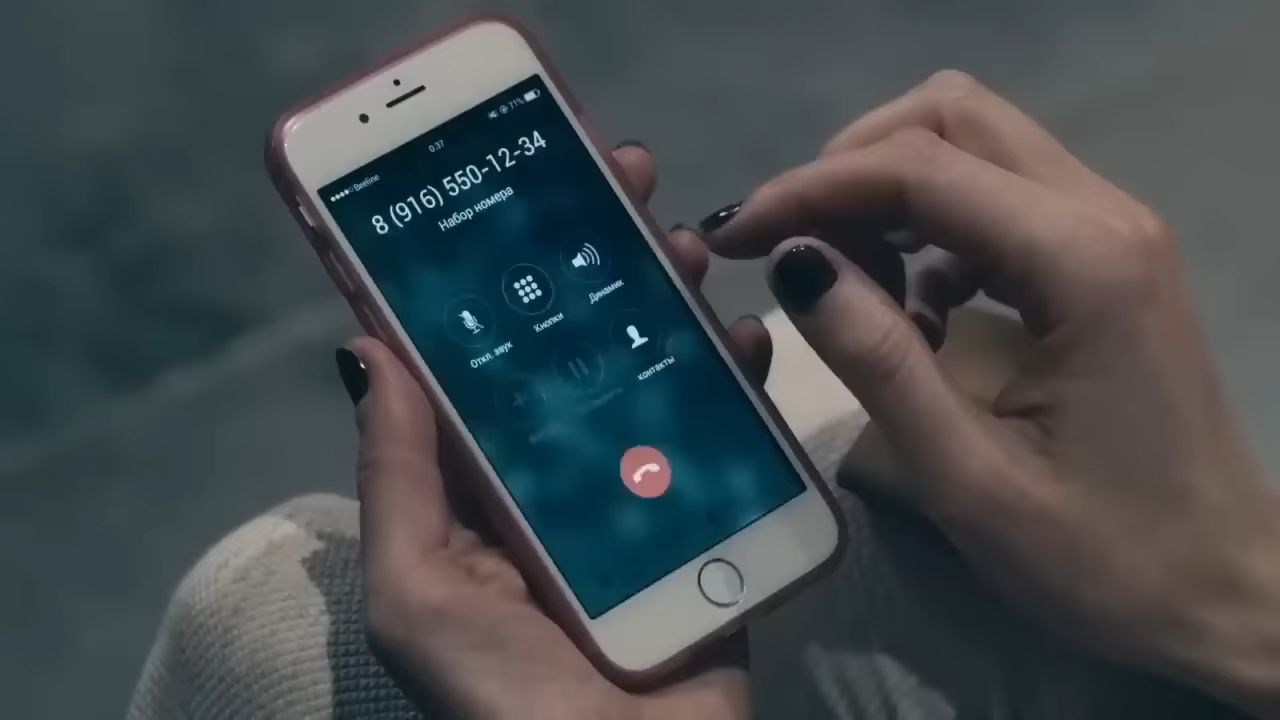 Beeline 0:37 71%
8 (916) 550-12-34
Набор номера
Откл. звук Кнопки Динамик
контакты